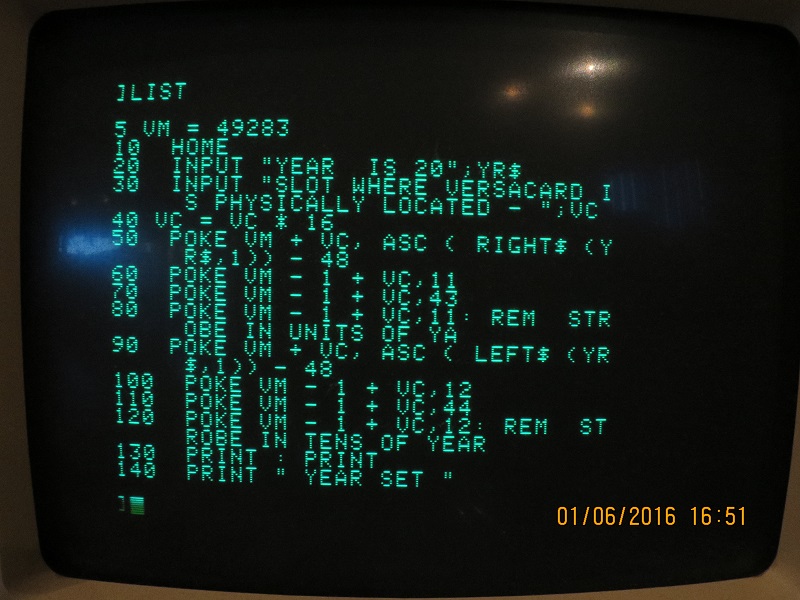 ]LIST
5 VM = 49283
10 HOME
20 INPUT "YEAR IS 20";YR$
30 INPUT "SLOT WHERE VERSACARD I
S PHYSICALLY LOCATED - ";VC
40 VC = VC * 16
50 POKE VM + VC, ASC ( RIGHT$ (Y
R$,1)) - 48
60 POKE VM - 1 + VC,11
70 POKE VM - 1 + VC,43
80 POKE VM - 1 + VC,11: REM STR
OBE IN UNITS OF YA
90 POKE VM + VC, ASC ( LEFT$ (YR
$,1)) - 48
100 POKE VM - 1 + VC,12
110 POKE VM - 1 + VC,44
120 POKE VM - 1 + VC,12: REM ST
ROBE IN TENS OF YEAR
130 PRINT : PRINT
140 PRINT " YEAR SET "
]
01/06/2016 16:51